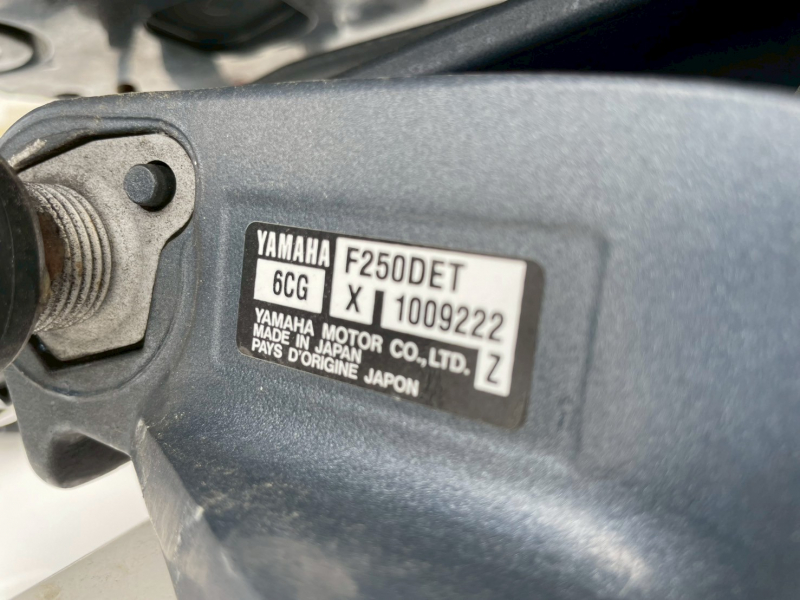 YAMAHA F250DET
6CG X 1009222
YAMAHA MOTOR CO.,LTD. Z
MADE IN JAPAN
PAYS D'ORIGINE JAPON